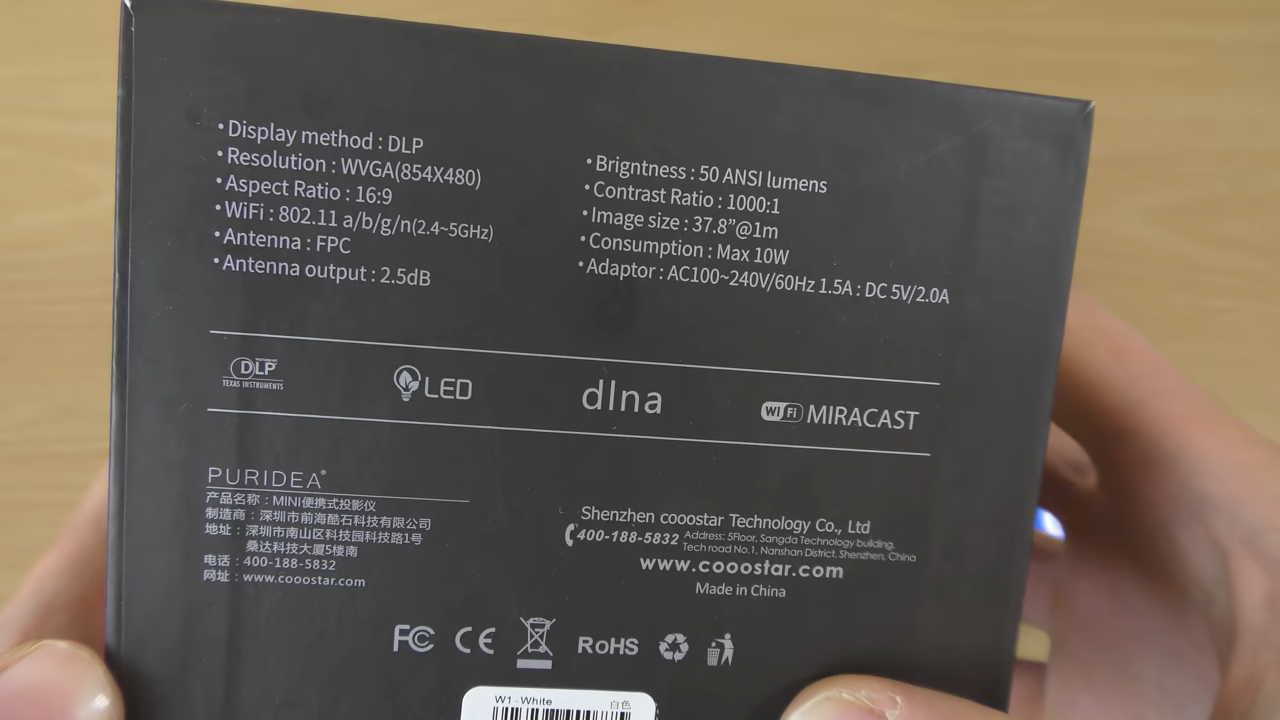 •Display method : DLP
•Resolution : WVGA(854X480)
•Aspect Ratio : 16:9
•WiFi : 802.11 a/b/g/n(2.4~5GHz)
•Antenna : FPC
•Antenna output : 2.5dB
•Brigntness : 50 ANSI lumens
•Contrast Ratio : 1000:1
•Image size : 37.8”@1m
•Consumption : Max 10W
•Adaptor : AC100~240V/60Hz 1.5A : DC 5V/2.0A
DLP
TEXAS INSTRUMENTS
LED
dlna
WiFi MIRACAST
PURIDEA®
产品名称：MINI便携式投影仪
制造商：深圳市前海酷石科技有限公司
地址：深圳市南山区科技园科技路1号
桑达科技大厦5楼南
电话：400-188-5832
网址：www.cooostar.com
Shenzhen cooostar Technology Co., Ltd
400-188-5832 Address: 5Floor, Sangda Technology building,
Tech road No.1, Nanshan District, Shenzhen, China
www.cooostar.com
Made in China
FC CE RoHS
W1-White 白色